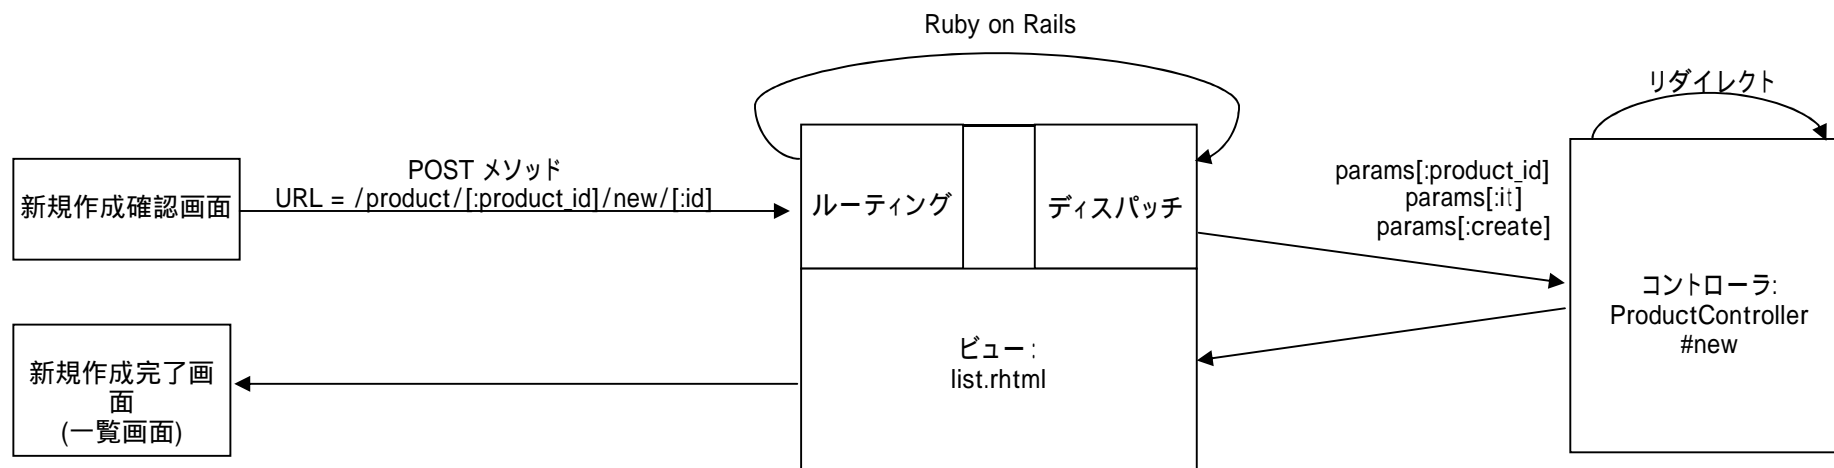 Ruby on Rails
リダイレクト
新規作成確認画面
POST メソッド
URL = /product/[:product_id]/new/[:id]
ルーティング
ディスパッチ
params[:product_id]
params[:it]
params[:create]
コントローラ:
ProductController
#new
ビュー:
list.rhtml
新規作成完了画
面
(一覧画面)